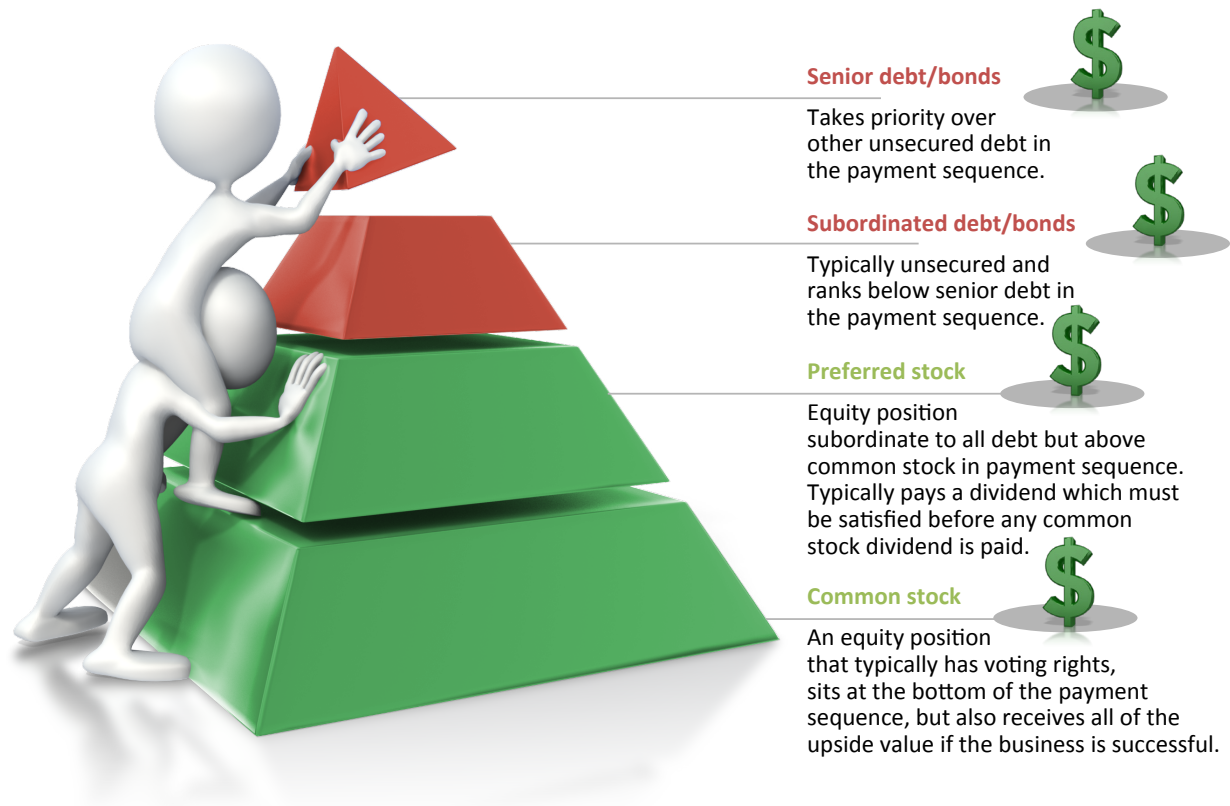 Senior debt/bonds
Takes priority over
other unsecured debt in
the payment sequence.
Subordinated debt/bonds
Typically unsecured and
ranks below senior debt in
the payment sequence.
Preferred stock
Equity position
subordinate to all debt but above
common stock in payment sequence.
Typically pays a dividend which must
be satisfied before any common
stock dividend is paid.
Common stock
An equity position
that typically has voting rights,
sits at the bottom of the payment
sequence, but also receives all of the
upside value if the business is successful.
$
$
$
$